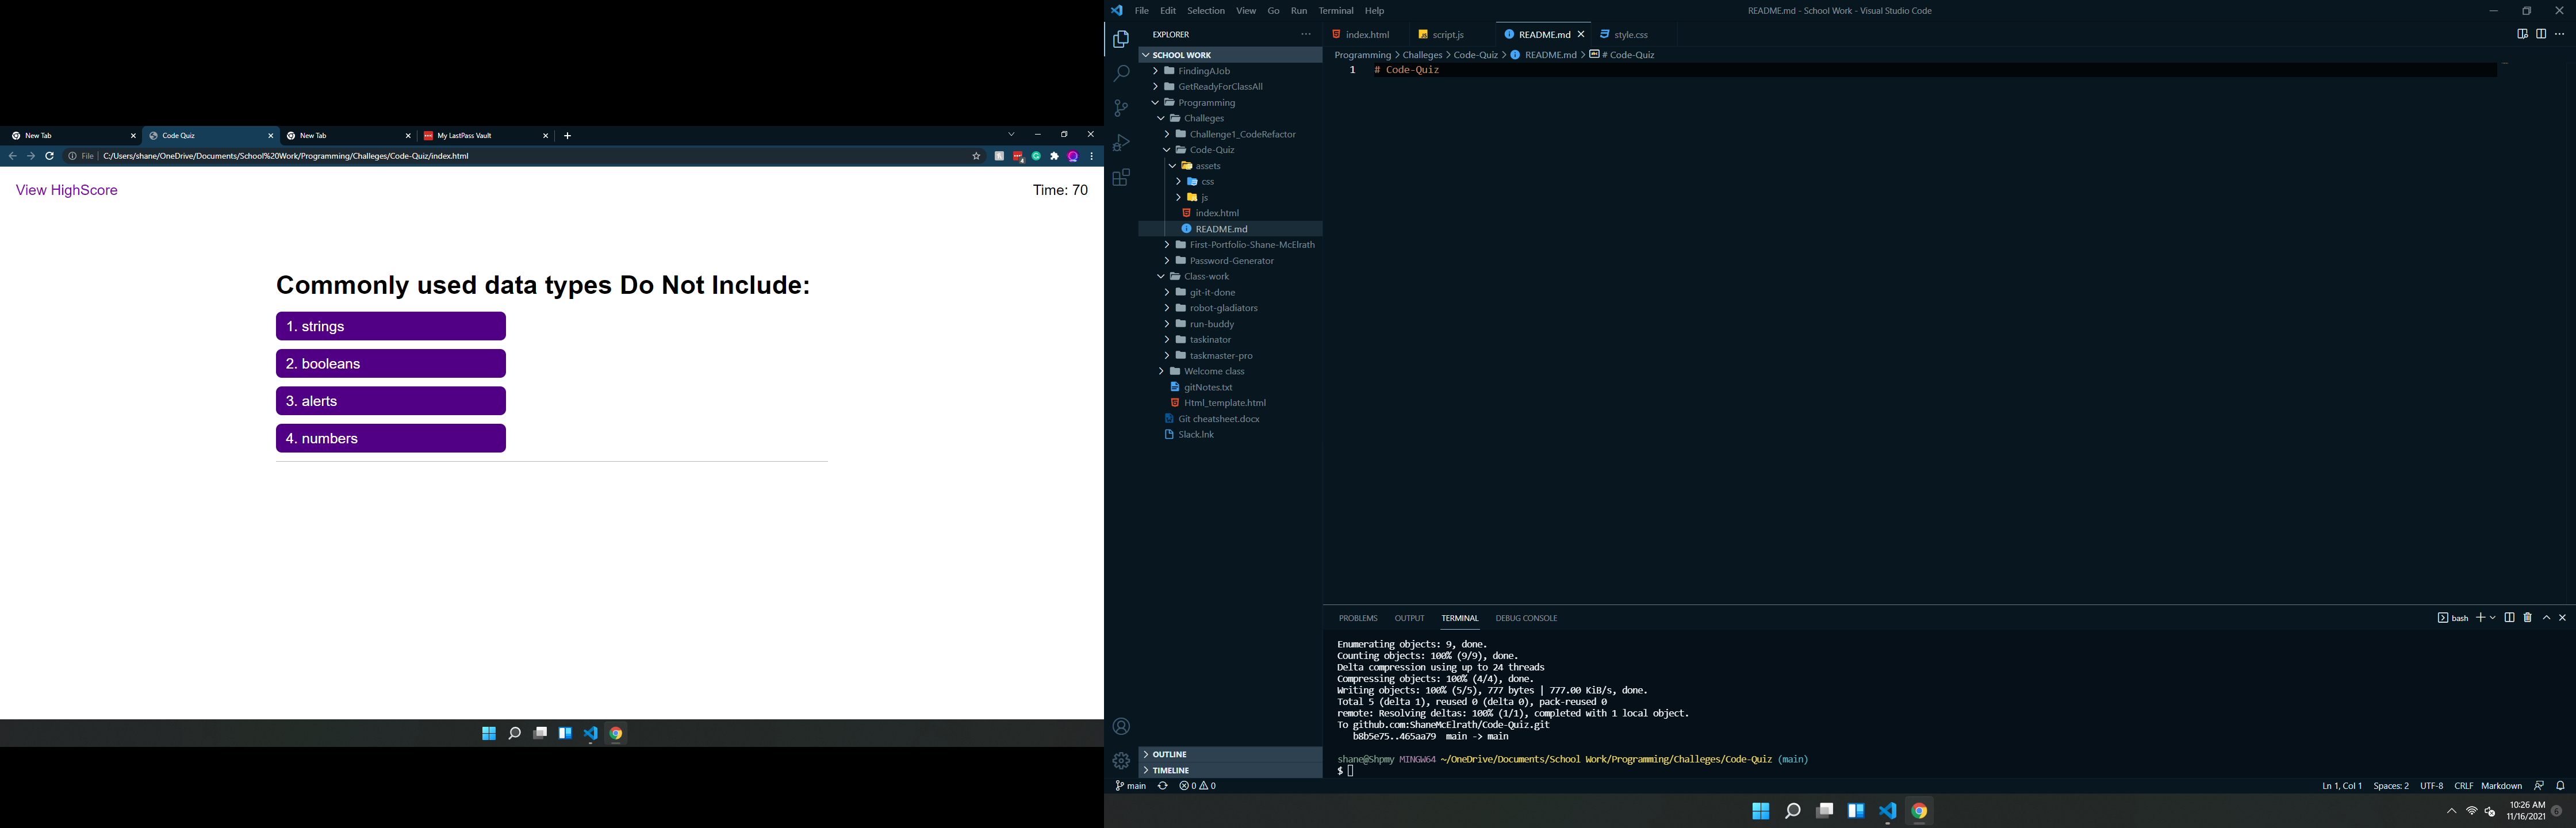 New Tab
Code Quiz
New Tab
My LastPass Vault
File
C:/Users/shane/OneDrive/Documents/School%20Work/Programming/Challeges/Code-Quiz/index.html
View HighScore
Time: 70
Commonly used data types Do Not Include:
1. strings
2. booleans
3. alerts
4. numbers
File Edit Selection View Go Run Terminal Help
README.md - School Work - Visual Studio Code
EXPLORER
SCHOOL WORK
FindingAJob
GetReadyForClassAll
Programming
Challeges
Challenge1_CodeRefactor
Code-Quiz
assets
css
js
index.html
README.md
First-Portfolio-Shane-McElrath
Password-Generator
Class-work
git-it-done
robot-gladiators
run-buddy
taskinator
taskmaster-pro
Welcome class
gitNotes.txt
Html_template.html
Git cheatsheet.docx
Slack.lnk
OUTLINE
TIMELINE
index.html
script.js
README.md
style.css
Programming > Challeges > Code-Quiz > README.md > # Code-Quiz
1 # Code-Quiz
PROBLEMS OUTPUT TERMINAL DEBUG CONSOLE
bash
Enumerating objects: 9, done.
Counting objects: 100% (9/9), done.
Delta compression using up to 24 threads
Compressing objects: 100% (4/4), done.
Writing objects: 100% (5/5), 777 bytes | 777.00 KiB/s, done.
Total 5 (delta 1), reused 0 (delta 0), pack-reused 0
remote: Resolving deltas: 100% (1/1), completed with 1 local object.
To github.com:ShaneMcElrath/Code-Quiz.git
b8b5e75..465aa79 main -> main
shane@Shpmy MINGW64 ~/OneDrive/Documents/School Work/Programming/Challeges/Code-Quiz (main)
$
main
0 0
Ln 1, Col 1
Spaces: 2
UTF-8
CRLF
Markdown
10:26 AM
11/16/2021